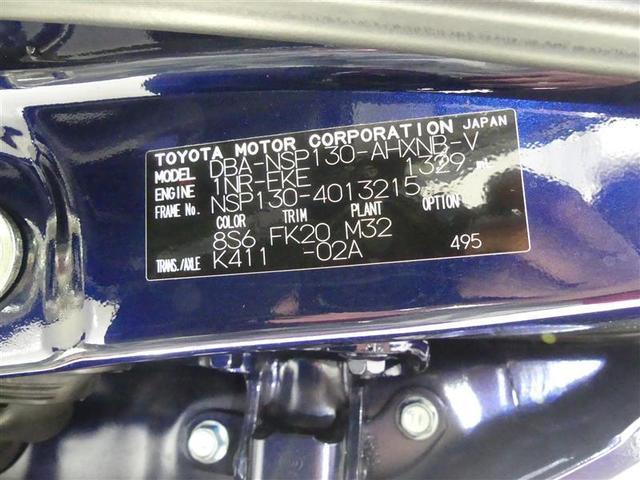 TOYOTA MOTOR CORPORATION JAPAN
MODEL DBA-NSP130-AHXNB-V
ENGINE 1NR-FKE 1329 mL
FRAME No. NSP130-4013215
COLOR TRIM PLANT OPTION
8S6 FK20 M32
TRANS./AXLE K411 -02A 495